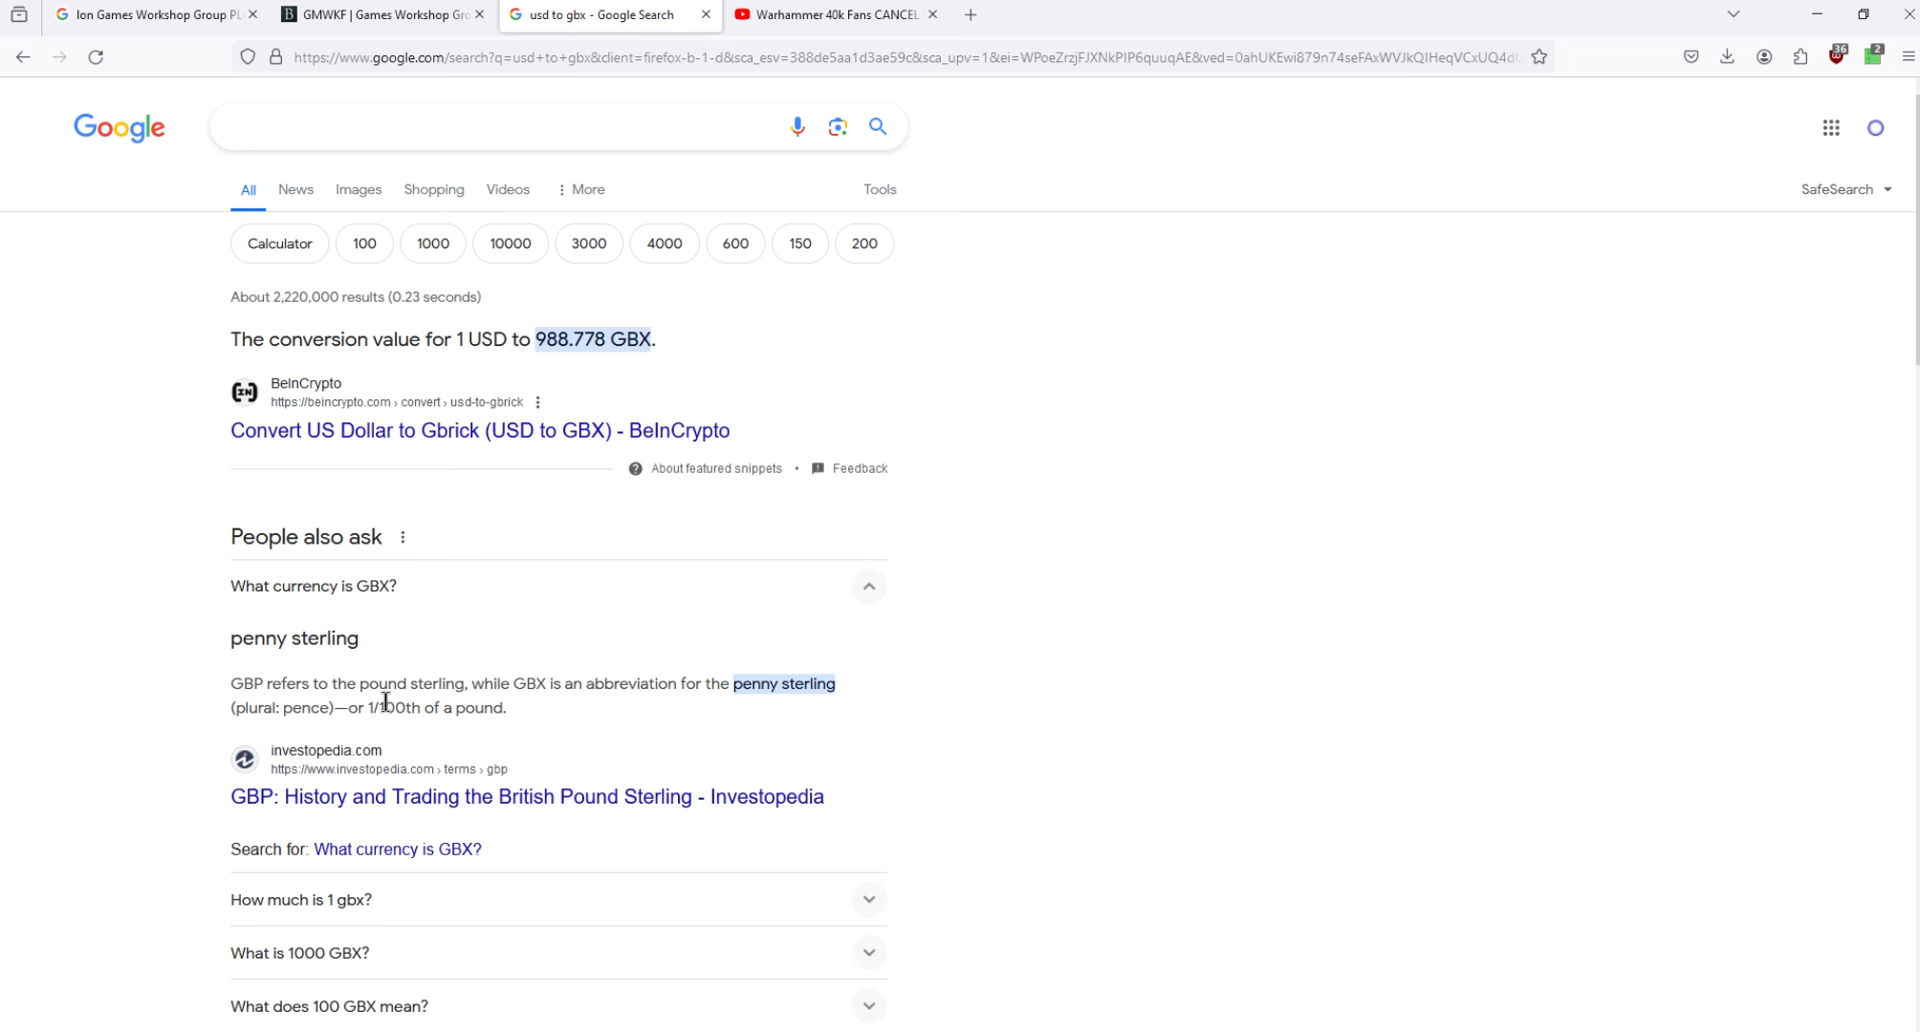 Ion Games Workshop Group PL
GMWKF | Games Workshop Gro
usd to gbx - Google Search
Warhammer 40k Fans CANCEL
https://www.google.com/search?q=usd+to+gbx&client=firefox-b-1-d&sca_esv=388de5aa1d3ae59c&sca_upv=1&ei=WPoeZrzjFJXNkPIP6quuqAE&ved=0ahUKEwi879n74seFAxWVJkQIHeqVCxUQ4dU
36
2
Google
All
News
Images
Shopping
Videos
More
Tools
SafeSearch
Calculator
100
1000
10000
3000
4000
600
150
200
About 2,220,000 results (0.23 seconds)
The conversion value for 1 USD to 988.778 GBX.
BeInCrypto
https://beincrypto.com › convert › usd-to-gbrick
Convert US Dollar to Gbrick (USD to GBX) - BeInCrypto
About featured snippets • Feedback
People also ask
What currency is GBX?
penny sterling
GBP refers to the pound sterling, while GBX is an abbreviation for the penny sterling
(plural: pence)—or 1/100th of a pound.
investopedia.com
https://www.investopedia.com › terms › gbp
GBP: History and Trading the British Pound Sterling - Investopedia
Search for: What currency is GBX?
How much is 1 gbx?
What is 1000 GBX?
What does 100 GBX mean?